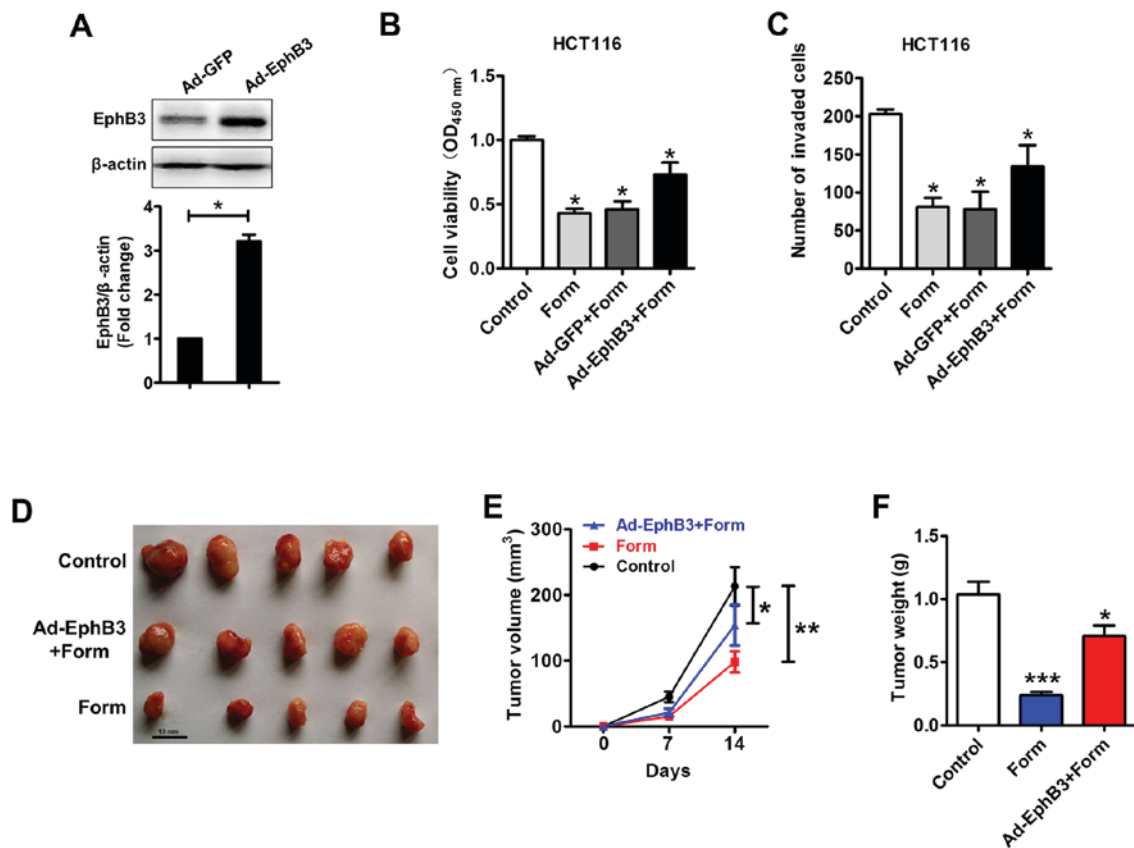 A
Ad-GFP
Ad-EphB3
EphB3
β-actin
4
*
3
2
1
0
EphB3/β -actin
(Fold change)
B
HCT116
Cell viability（OD450 nm）
1.5
1.0
0.5
0.0
*
*
*
Control
Form
Ad-GFP+Form
Ad-EphB3+Form
C
HCT116
Number of invaded cells
250
200
150
100
50
0
*
*
*
Control
Form
Ad-GFP+Form
Ad-EphB3+Form
D
Control
Ad-EphB3
+Form
Form
10 mm
E
Tumor volume (mm3)
300
200
100
0
Ad-EphB3+Form
Form
Control
*
**
0
7
14
Days
F
Tumor weight (g)
1.5
1.0
0.5
0.0
***
*
Control
Form
Ad-EphB3+Form